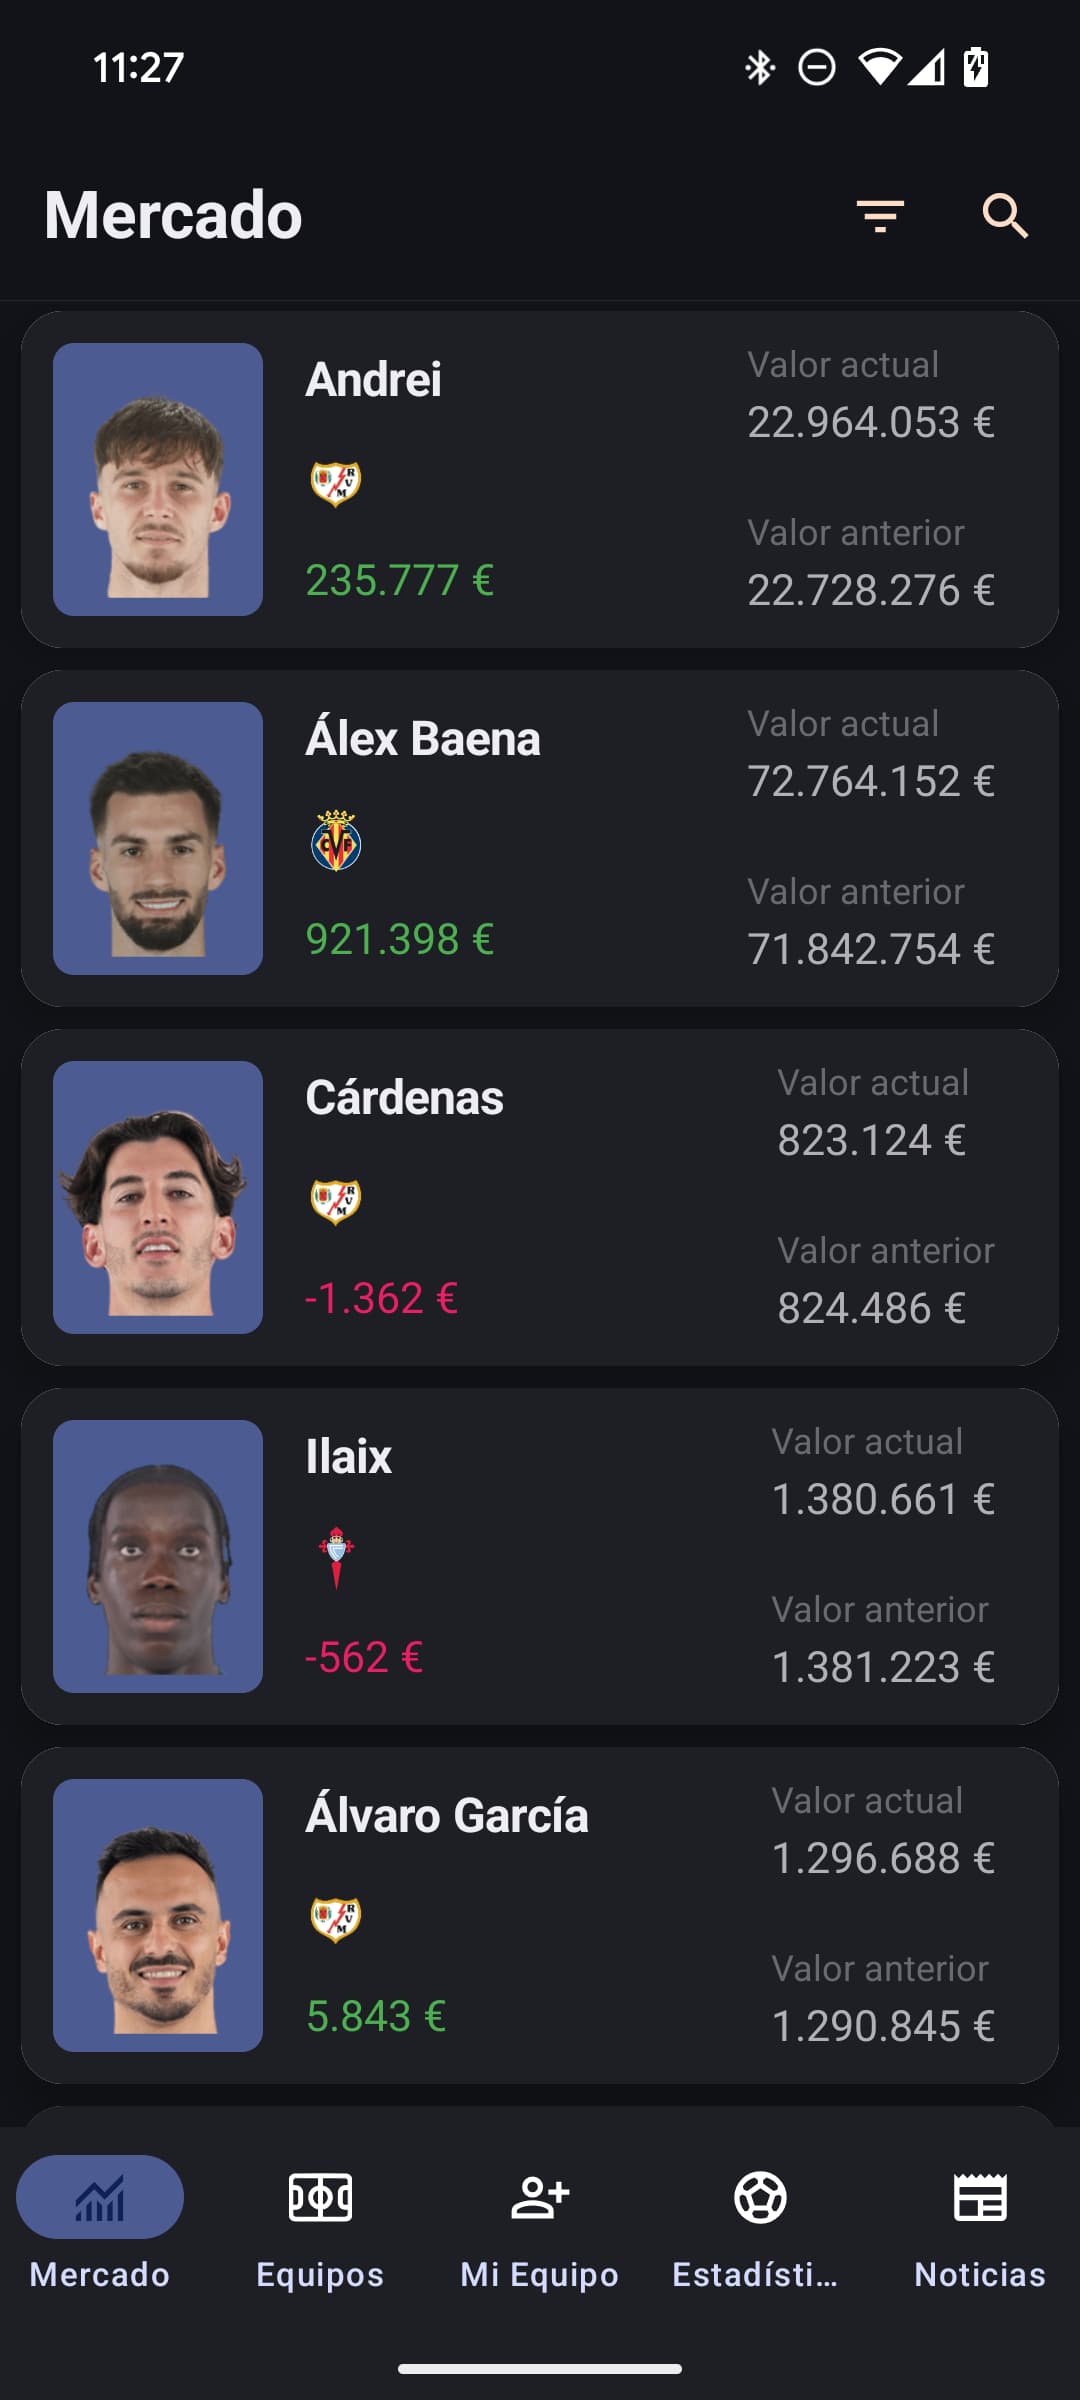 11:27
Mercado
Andrei
Valor actual
22.964.053 €
Valor anterior
22.728.276 €
235.777 €
Álex Baena
Valor actual
72.764.152 €
Valor anterior
71.842.754 €
921.398 €
Cárdenas
Valor actual
823.124 €
Valor anterior
824.486 €
-1.362 €
Ilaix
Valor actual
1.380.661 €
Valor anterior
1.381.223 €
-562 €
Álvaro García
Valor actual
1.296.688 €
Valor anterior
1.290.845 €
5.843 €
Mercado Equipos Mi Equipo Estadísti... Noticias